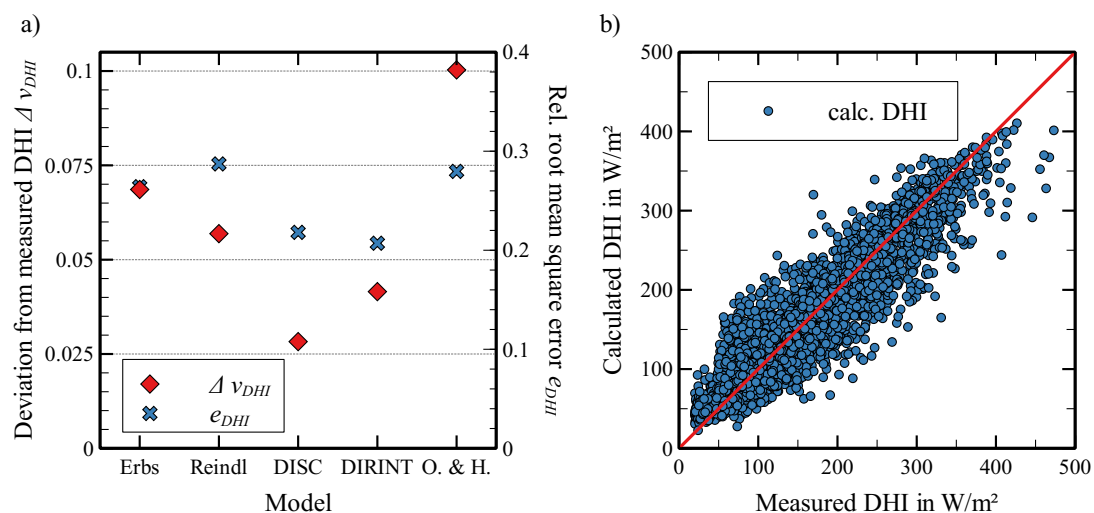 a)
Deviation from measured DHI Δ v_DHI
0.1
0.075
0.05
0.025
0
0.4
0.3
0.2
0.1
0
Rel. root mean square error e_DHI
Δ v_DHI
e_DHI
Erbs Reindl DISC DIRINT O. & H.
Model
b)
Calculated DHI in W/m²
500
400
300
200
100
0
calc. DHI
0 100 200 300 400 500
Measured DHI in W/m²